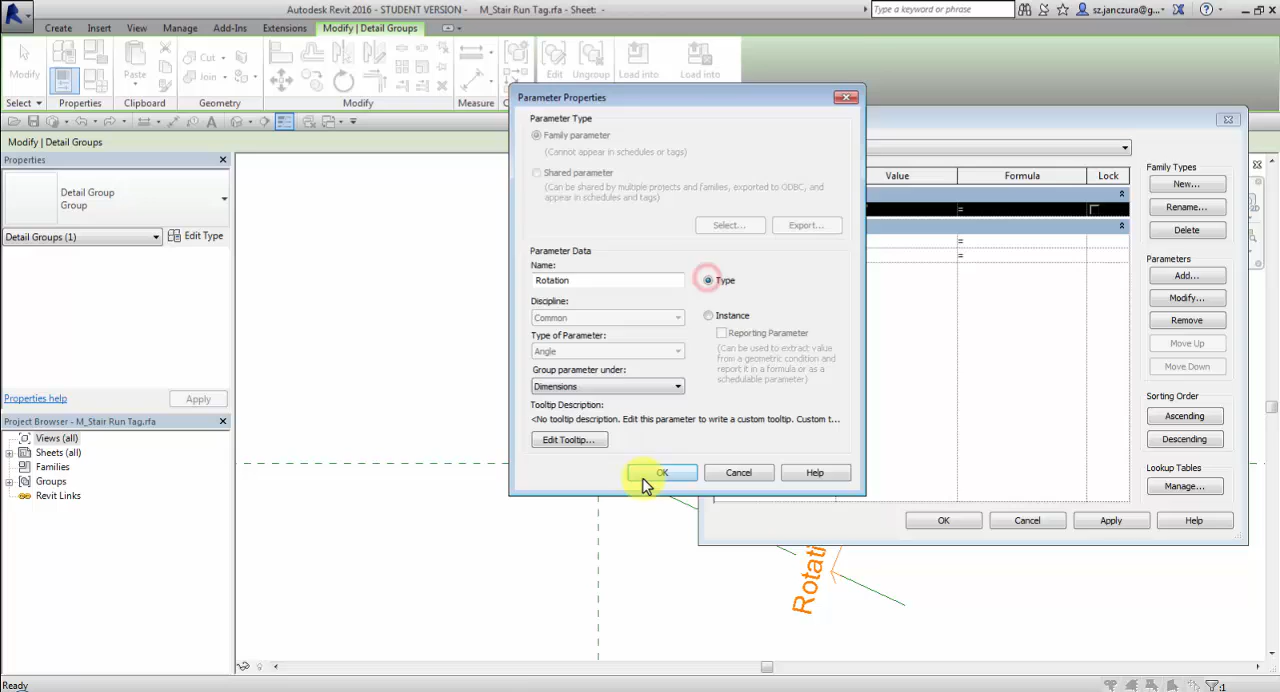 Autodesk Revit 2016 - STUDENT VERSION - M_Stair Run Tag.rfa - Sheet: -
Type a keyword or phrase
sz.janczura@g...
Create Insert View Manage Add-Ins Extensions Modify | Detail Groups
Modify
Paste
Cut
Join
Edit Ungroup Load into Load into
Select Properties Clipboard Geometry Modify Measure
Modify | Detail Groups
Properties
Detail Group
Group
Detail Groups (1)
Edit Type
Properties help
Apply
Project Browser - M_Stair Run Tag.rfa
Views (all)
Sheets (all)
Families
Groups
Revit Links
Ready
Parameter Properties
Parameter Type
Family parameter
(Cannot appear in schedules or tags)
Shared parameter
(Can be shared by multiple projects and families, exported to ODBC, and
appear in schedules and tags)
Select...
Export...
Parameter Data
Name:
Rotation
Type
Discipline:
Common
Instance
Type of Parameter:
Angle
Reporting Parameter
(Can be used to extract value
from a geometric condition and
report it in a formula or as a
schedulable parameter)
Group parameter under:
Dimensions
Tooltip Description:
<No tooltip description. Edit this parameter to write a custom tooltip. Custom t...
Edit Tooltip...
OK
Cancel
Help
Value Formula Lock
=
=
=
Family Types
New...
Rename...
Delete
Parameters
Add...
Modify...
Remove
Move Up
Move Down
Sorting Order
Ascending
Descending
Lookup Tables
Manage...
OK
Cancel
Apply
Help
Rotati
:1